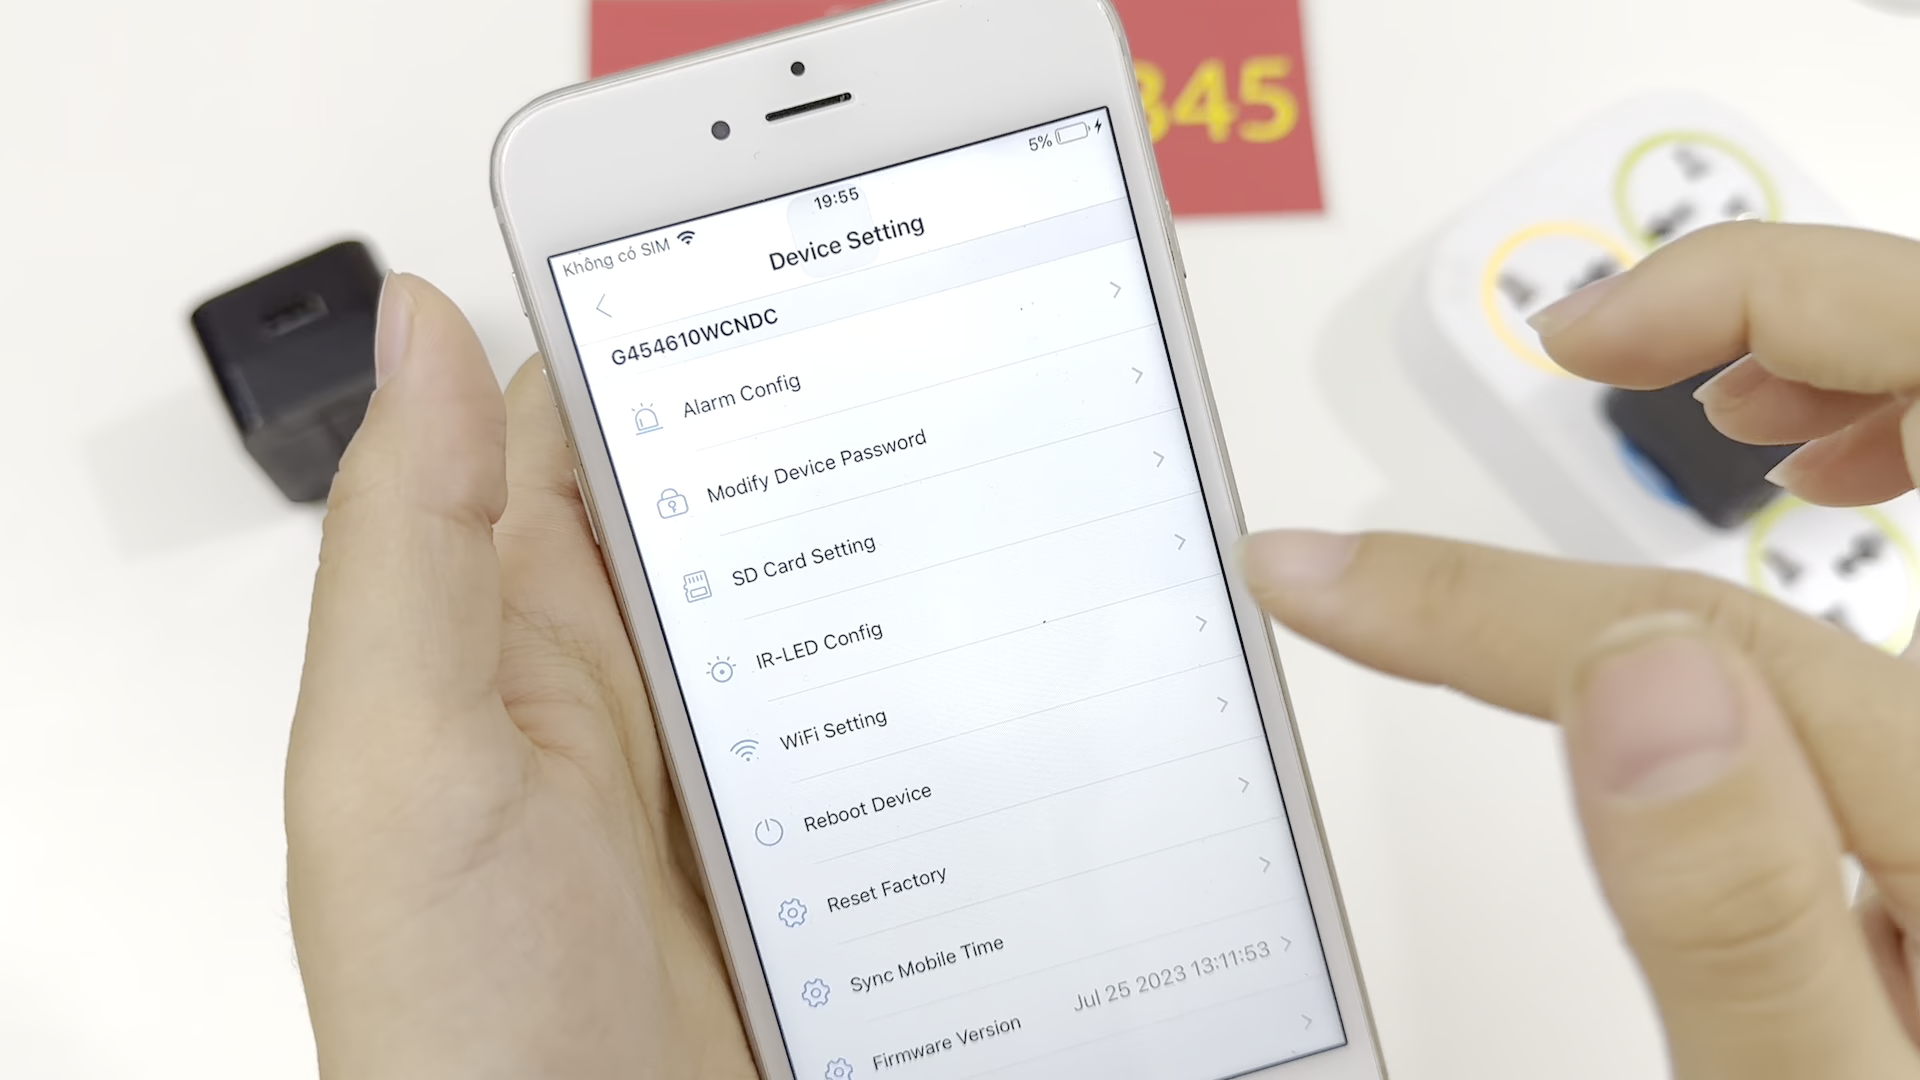 345
5%
19:55
Không có SIM
Device Setting
G454610WCNDC
Alarm Config
Modify Device Password
SD Card Setting
IR-LED Config
WiFi Setting
Reboot Device
Reset Factory
Sync Mobile Time
Jul 25 2023 13:11:53
Firmware Version